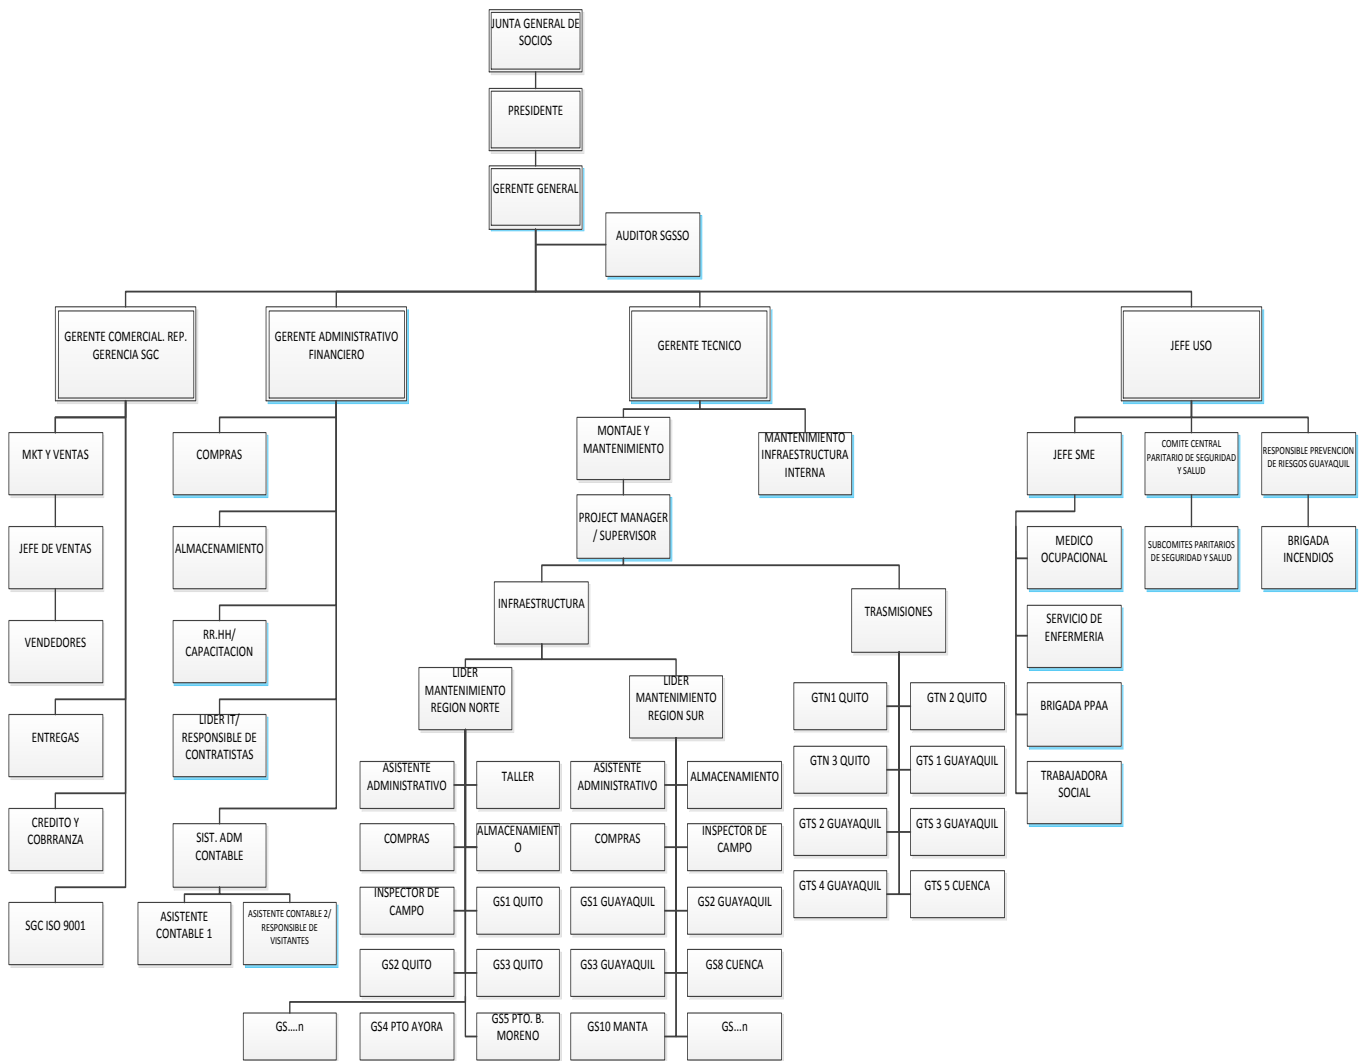 JUNTA GENERAL DE
SOCIOS
PRESIDENTE
GERENTE GENERAL
AUDITOR SGSSO
GERENTE COMERCIAL. REP.
GERENCIA SGC
GERENTE ADMINISTRATIVO
FINANCIERO
GERENTE TECNICO
JEFE USO
MKT Y VENTAS
JEFE DE VENTAS
VENDEDORES
ENTREGAS
CREDITO Y
COBRRANZA
SGC ISO 9001
COMPRAS
ALMACENAMIENTO
RR.HH/
CAPACITACION
LIDER IT/
RESPONSIBLE DE
CONTRATISTAS
SIST. ADM
CONTABLE
ASISTENTE
CONTABLE 1
ASISTENTE CONTABLE 2/
RESPONSIBLE DE
VISITANTES
MONTAJE Y
MANTENIMIENTO
MANTENIMIENTO
INFRAESTRUCTURA
INTERNA
PROJECT MANAGER
/ SUPERVISOR
INFRAESTRUCTURA
TRASMISIONES
LIDER
MANTENIMIENTO
REGION NORTE
LIDER
MANTENIMIENTO
REGION SUR
ASISTENTE
ADMINISTRATIVO
TALLER
COMPRAS
ALMACENAMIENT
O
INSPECTOR DE
CAMPO
GS1 QUITO
GS2 QUITO
GS3 QUITO
GS....n
GS4 PTO AYORA
GS5 PTO. B.
MORENO
ASISTENTE
ADMINISTRATIVO
ALMACENAMIENTO
COMPRAS
INSPECTOR DE
CAMPO
GS1 GUAYAQUIL
GS2 GUAYAQUIL
GS3 GUAYAQUIL
GS8 CUENCA
GS10 MANTA
GS...n
GTN1 QUITO
GTN 2 QUITO
GTN 3 QUITO
GTS 1 GUAYAQUIL
GTS 2 GUAYAQUIL
GTS 3 GUAYAQUIL
GTS 4 GUAYAQUIL
GTS 5 CUENCA
JEFE SME
COMITE CENTRAL
PARITARIO DE SEGURIDAD
Y SALUD
RESPONSIBLE PREVENCION
DE RIESGOS GUAYAQUIL
MEDICO
OCUPACIONAL
SUBCOMITES PARITARIOS
DE SEGURIDAD Y SALUD
BRIGADA
INCENDIOS
SERVICIO DE
ENFERMERIA
BRIGADA PPAA
TRABAJADORA
SOCIAL